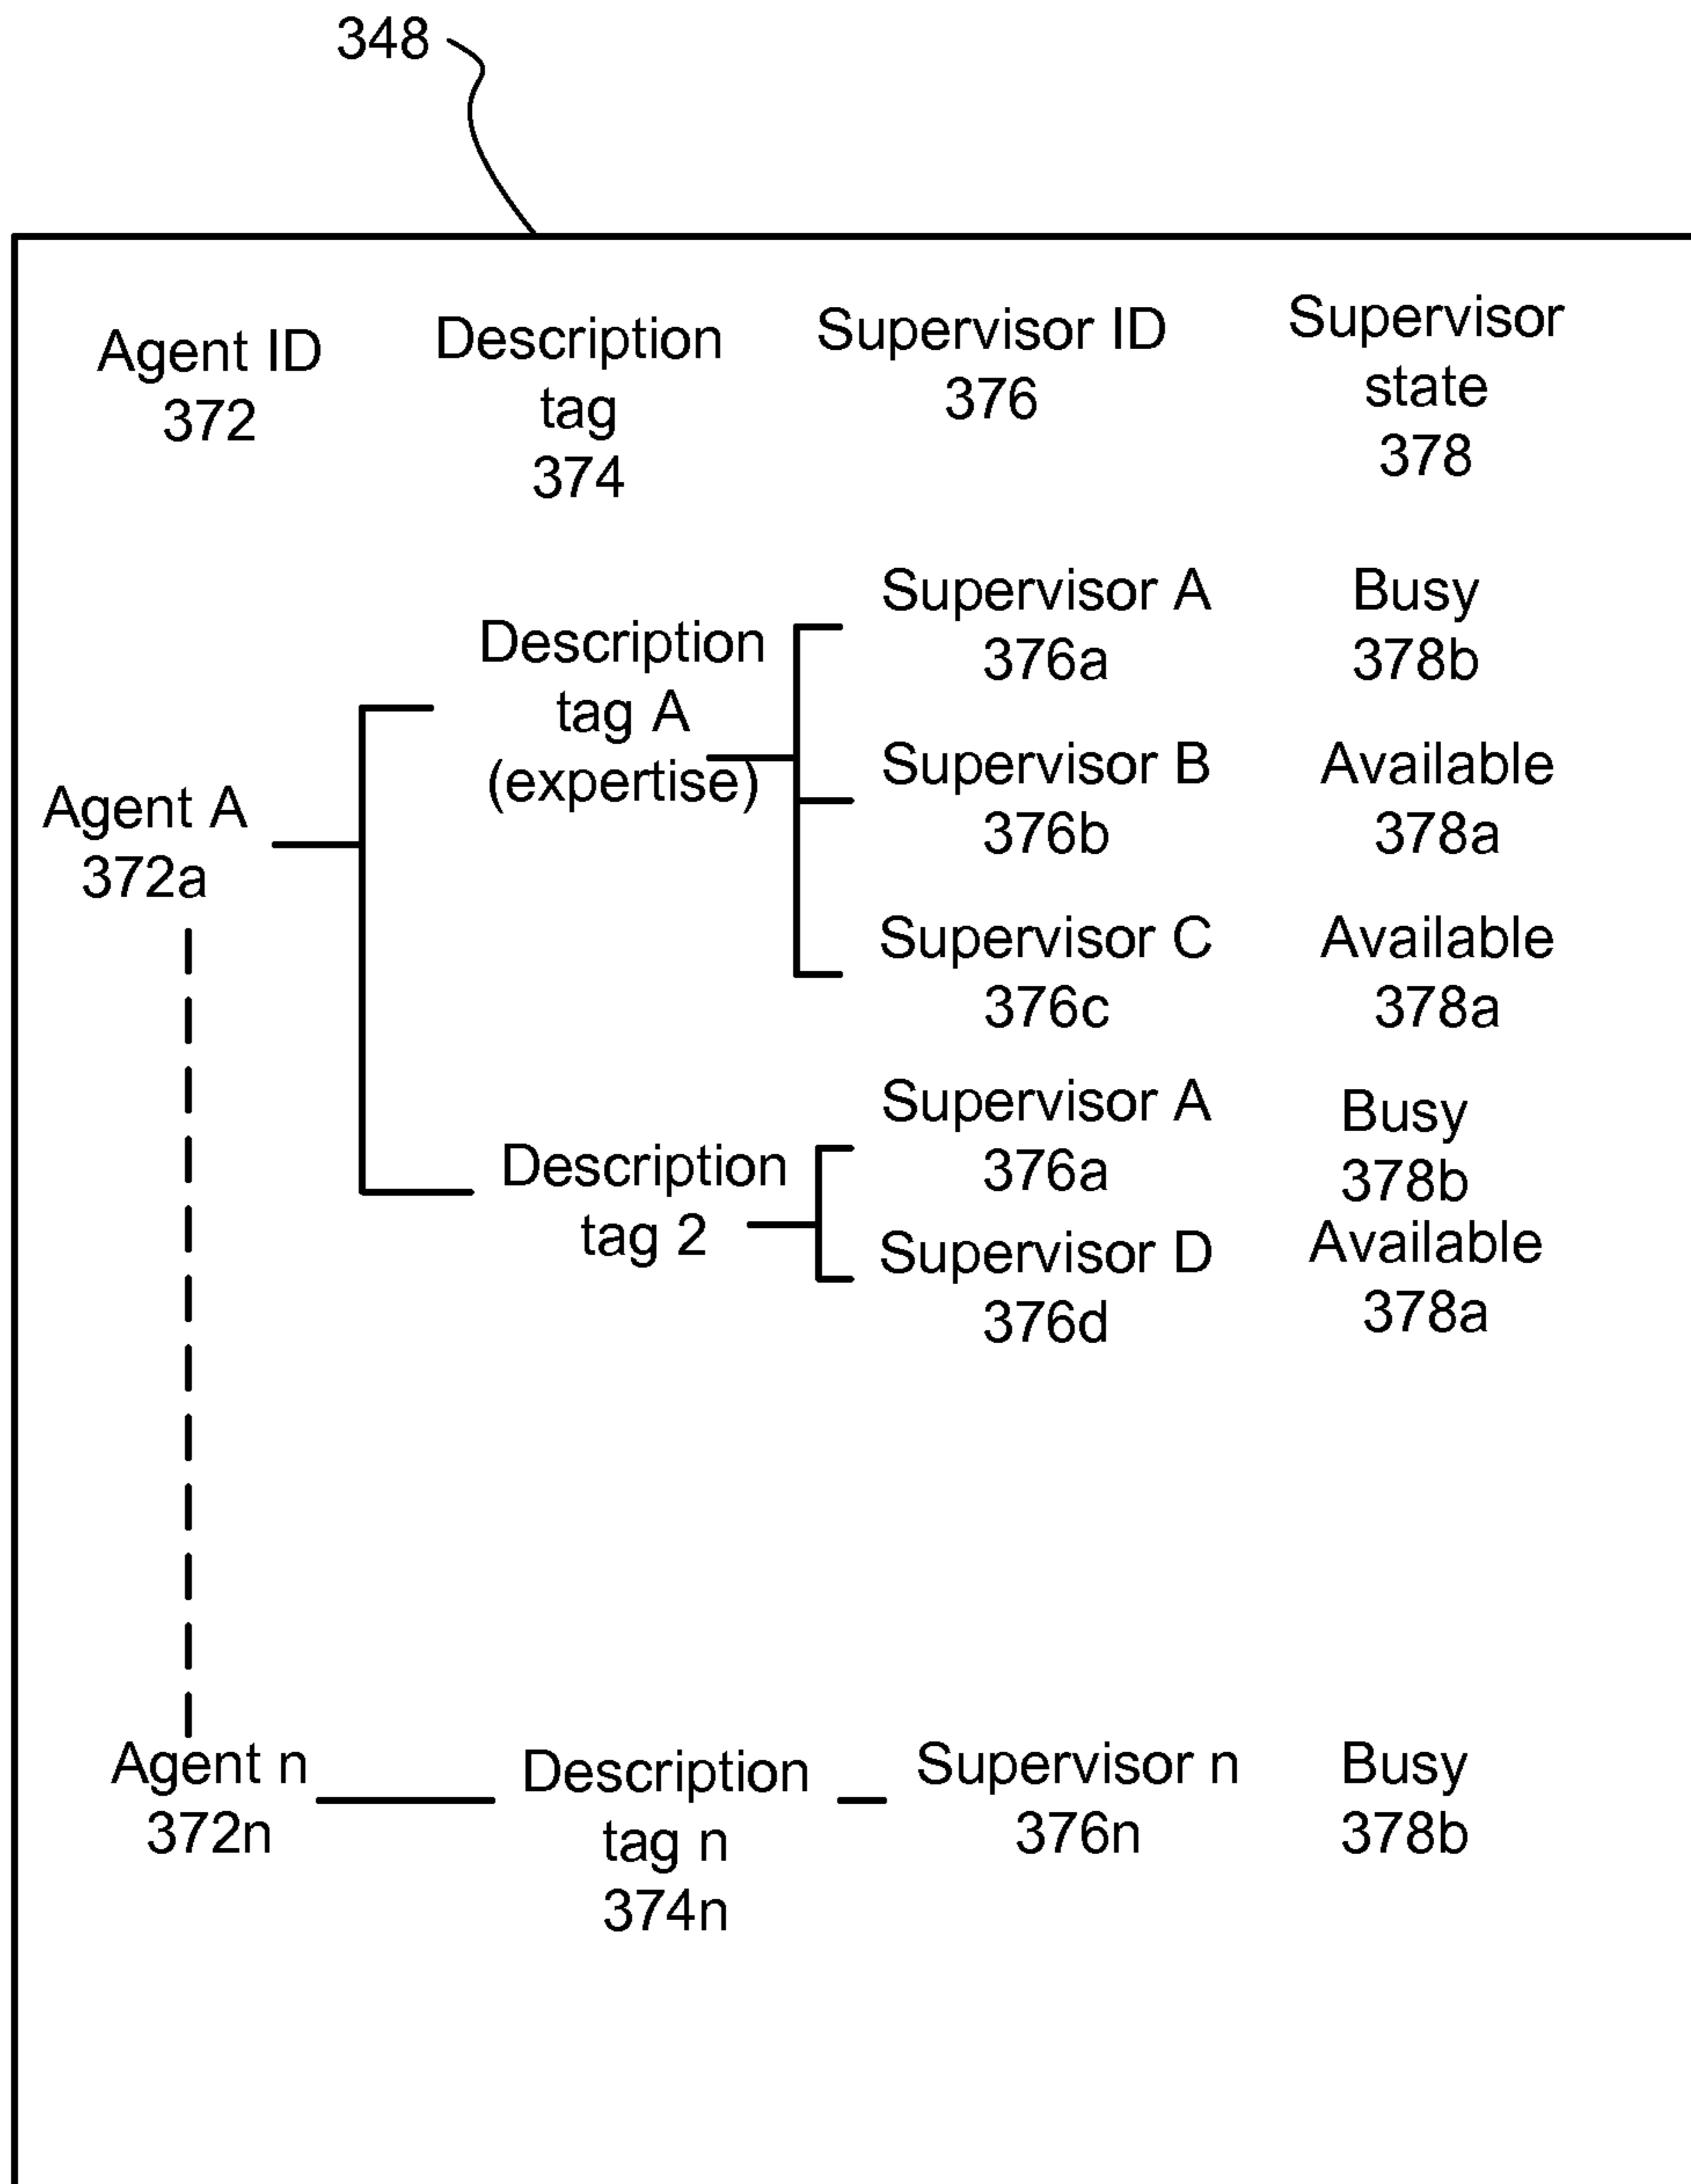 348
Agent ID
372
Description
tag
374
Supervisor ID
376
Supervisor
state
378
Agent A
372a
Description
tag A
(expertise)
Supervisor A
376a
Busy
378b
Supervisor B
376b
Available
378a
Supervisor C
376c
Available
378a
Description
tag 2
Supervisor A
376a
Busy
378b
Supervisor D
376d
Available
378a
Agent n
372n
Description
tag n
374n
Supervisor n
376n
Busy
378b